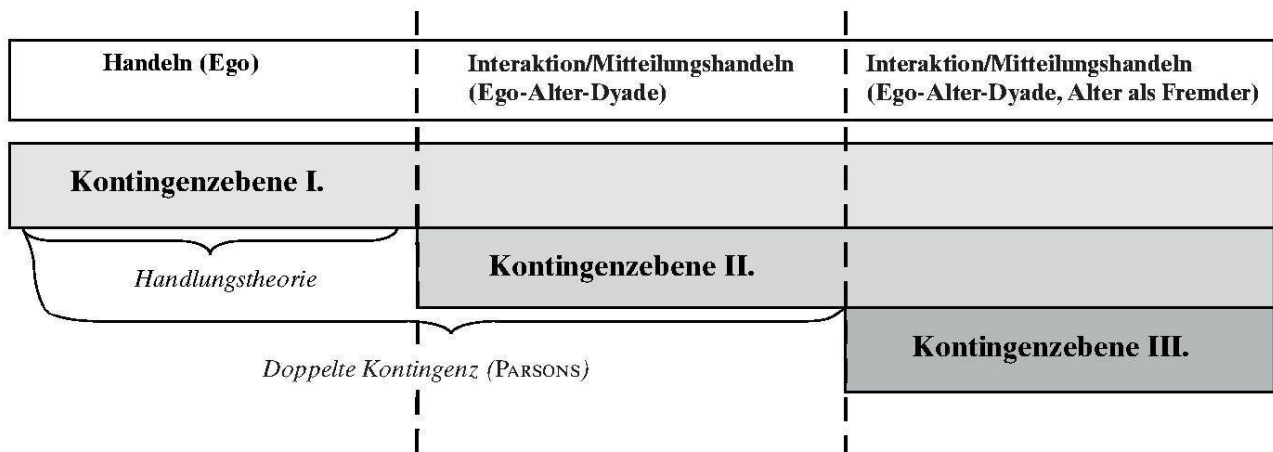 Handeln (Ego)
Interaktion/Mitteilungshandeln
(Ego-Alter-Dyade)
Interaktion/Mitteilungshandeln
(Ego-Alter-Dyade, Alter als Fremder)
Kontingenzebene I.
Handlungstheorie
Kontingenzebene II.
Doppelte Kontingenz (PARSONS)
Kontingenzebene III.